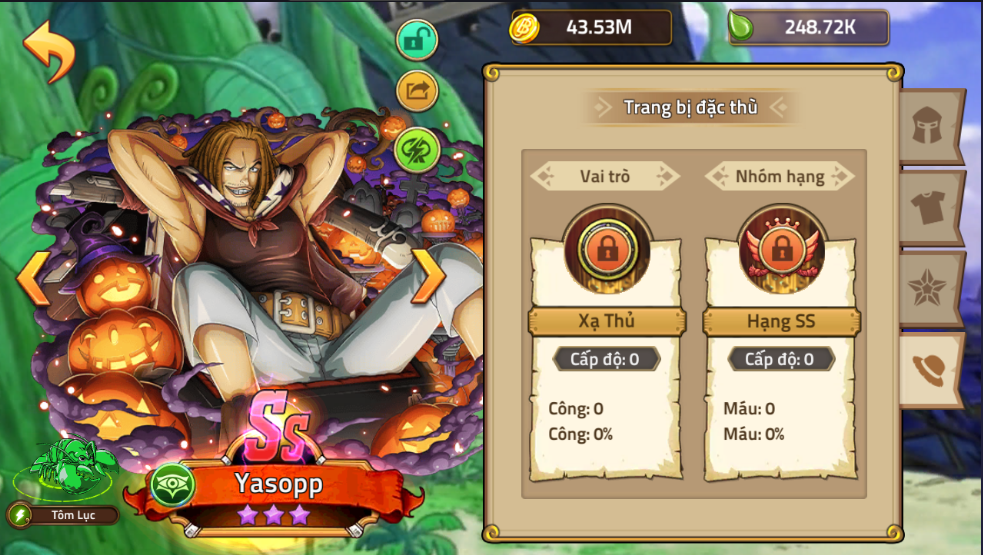 43.53M
248.72K
Trang bị đặc thù
Vai trò
Nhóm hạng
Xạ Thủ
Hạng SS
Cấp độ: 0
Cấp độ: 0
Công: 0
Máu: 0
Công: 0%
Máu: 0%
Ss
Yasopp
Tôm Lục